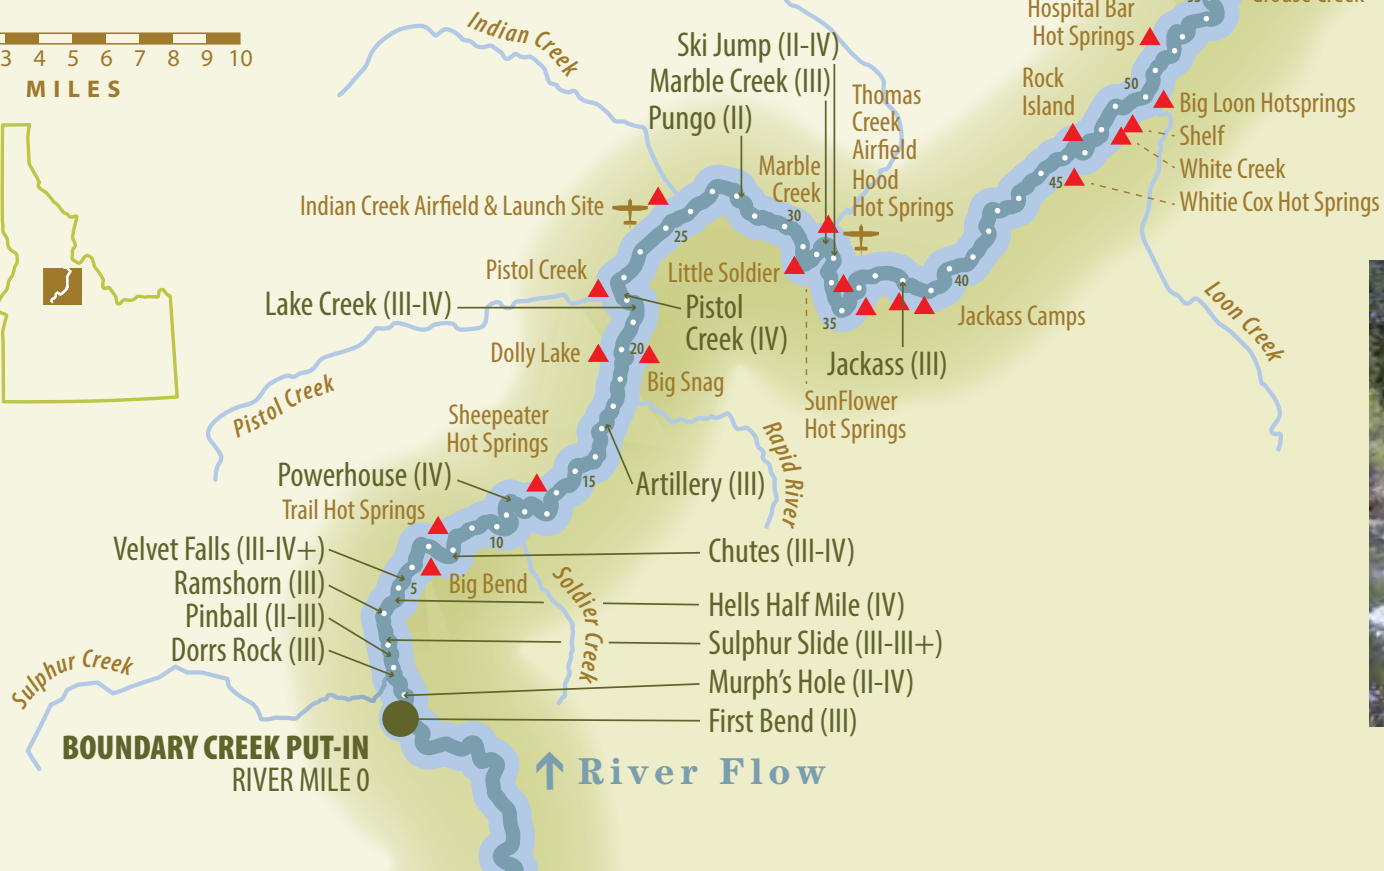 3 4 5 6 7 8 9 10
MILES
Indian Creek
Ski Jump (II-IV)
Marble Creek (III)
Pungo (II)
Thomas
Creek
Airfield
Hood
Hot Springs
Marble
Creek
Hospital Bar
Hot Springs
Rock
Island
50
Big Loon Hotsprings
Shelf
White Creek
Whitie Cox Hot Springs
45
Indian Creek Airfield & Launch Site
25
30
Pistol Creek
Little Soldier
40
Lake Creek (III-IV)
Pistol
Creek (IV)
35
Jackass Camps
Loon Creek
Dolly Lake
20
Big Snag
Jackass (III)
SunFlower
Hot Springs
Pistol Creek
Sheepeater
Hot Springs
Rapid River
Powerhouse (IV)
15
Artillery (III)
Trail Hot Springs
10
Velvet Falls (III-IV+)
Chutes (III-IV)
Ramshorn (III)
5
Big Bend
Soldier Creek
Pinball (II-III)
Hells Half Mile (IV)
Dorrs Rock (III)
Sulphur Slide (III-III+)
Sulphur Creek
Murph's Hole (II-IV)
First Bend (III)
BOUNDARY CREEK PUT-IN
RIVER MILE 0
River Flow